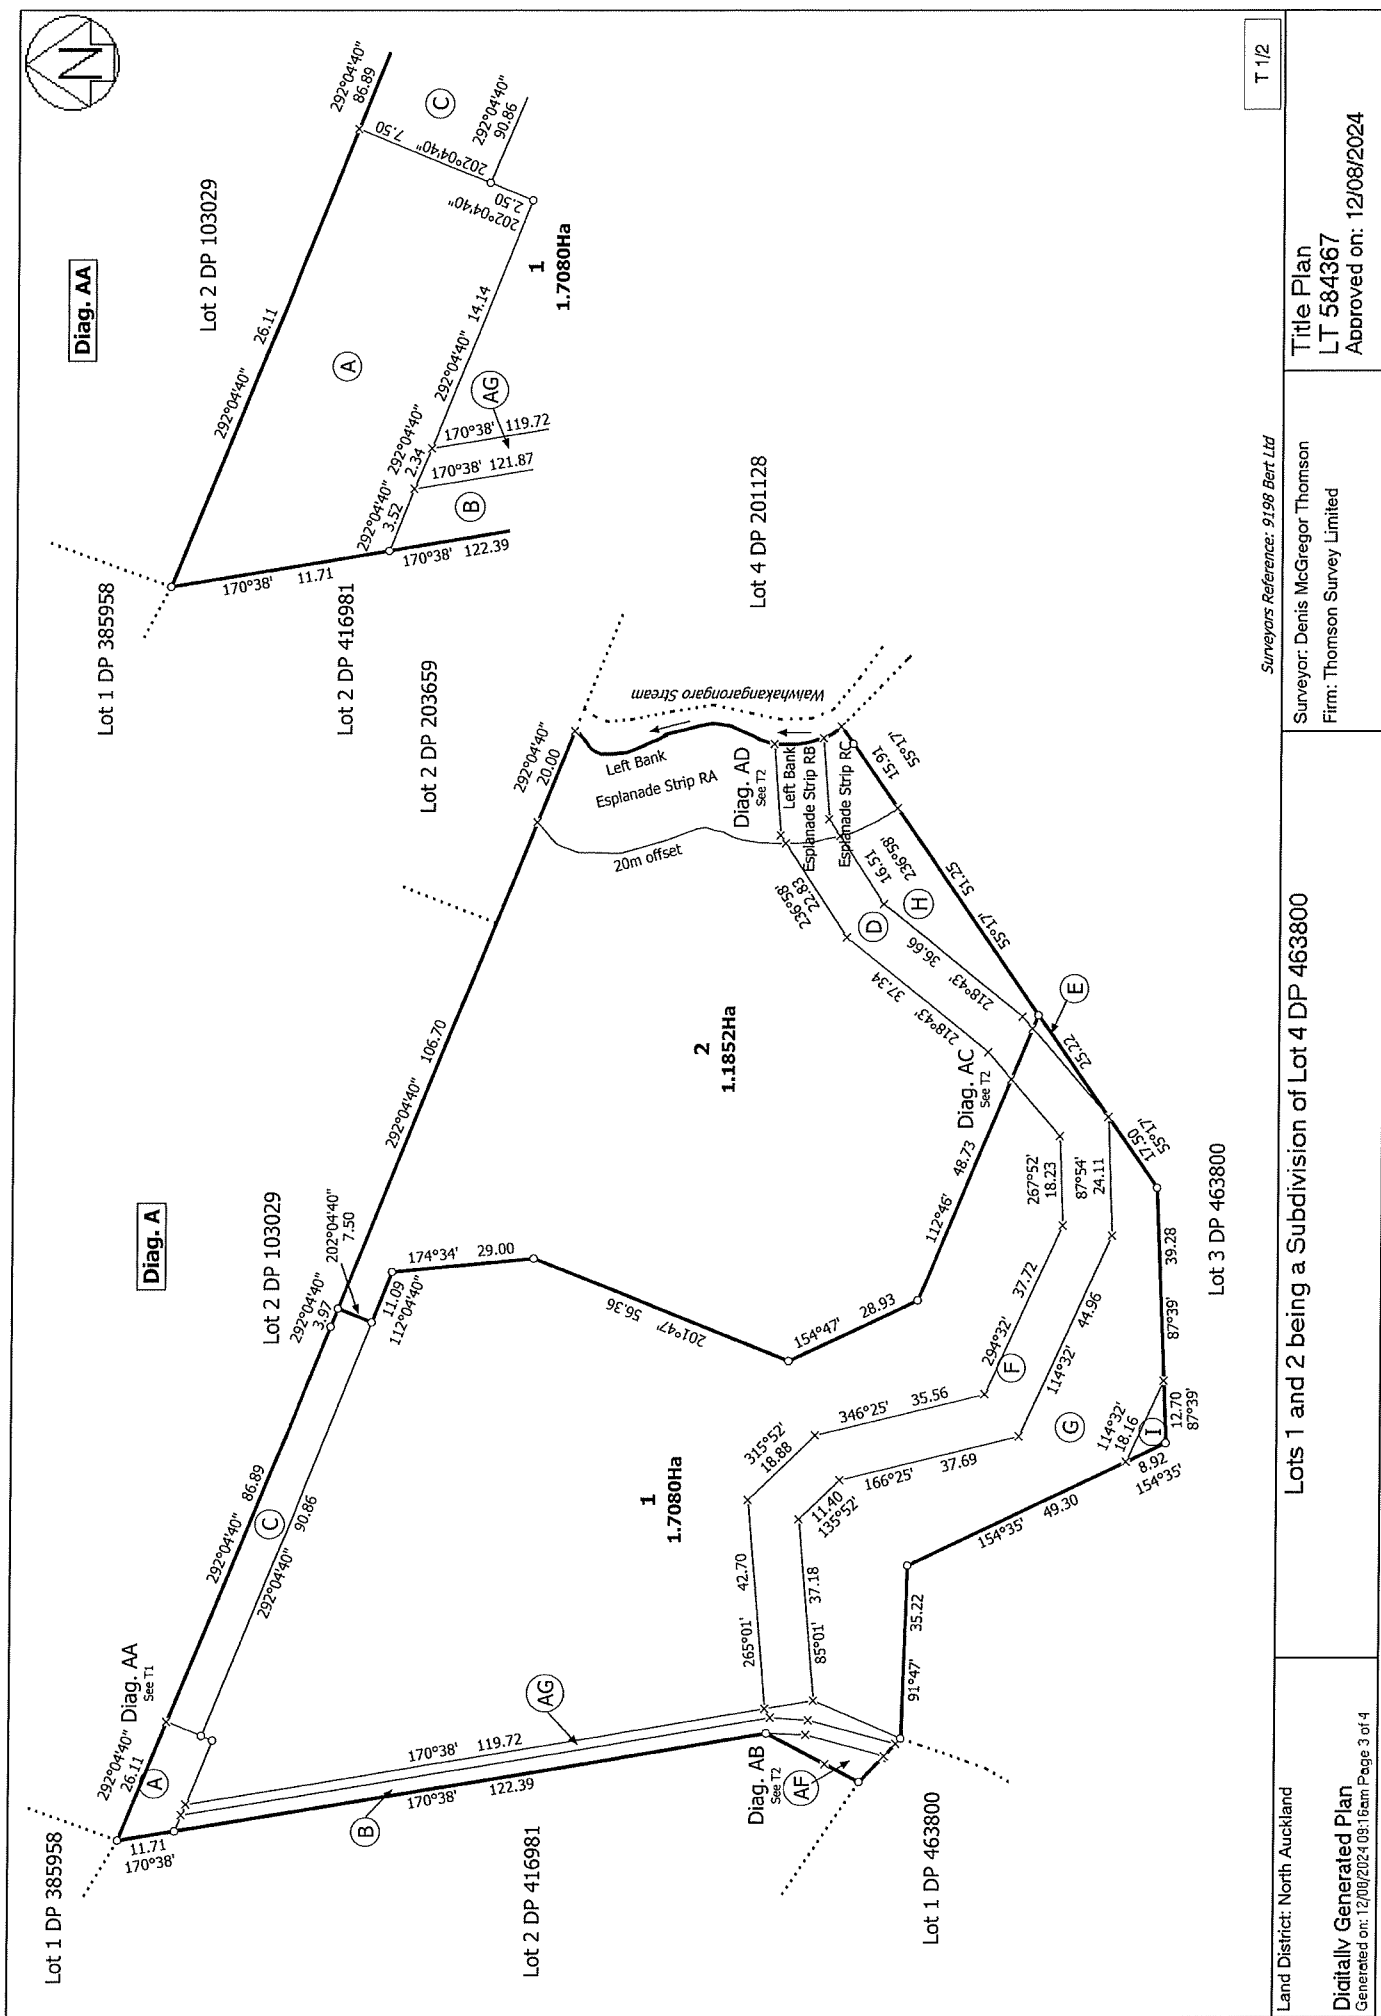 N
Diag. AA
Lot 1 DP 385958
Lot 2 DP 103029
292°04'40" 26.11
292°04'40"
86.89
A
C
7.50
202°04'40"
292°04'40"
90.86
2.50
202°04'40"
292°04'40" 14.14
1
1.7080Ha
292°04'40"
2.34
292°04'40"
3.52
AG
170°38' 119.72
170°38' 121.87
B
170°38' 11.71
170°38' 122.39
Lot 2 DP 416981
Diag. A
Lot 1 DP 385958
292°04'40"
26.11
Diag. AA
See T1
A
11.71
170°38'
Lot 2 DP 103029
292°04'40" 86.89
C
292°04'40" 90.86
292°04'40"
3.97
202°04'40"
7.50
11.09
112°04'40"
174°34' 29.00
292°04'40" 106.70
Lot 2 DP 203659
292°04'40"
20.00
Left Bank
Esplanade Strip RA
20m offset
Waiwhakangarongaro Stream
Lot 4 DP 201128
Diag. AD
See T2
Left Bank
Esplanade Strip RB
Esplanade Strip RC
15.91
55°17'
236°58'
22.83
16.51
236°58'
51.25
55°17'
H
D
37.34
218°43'
36.66
218°43'
E
25.22
2
1.1852Ha
Diag. AC
See T2
56.36
201°47'
154°47' 28.93
112°46' 48.73
267°52'
18.23
87°54'
24.11
17.50
55°17'
Lot 3 DP 463800
39.28
87°39'
294°32' 37.72
114°32' 44.96
F
G
346°25' 35.56
166°25' 37.69
315°52'
18.88
11.40
135°52'
114°32'
18.16
I
12.70
87°39'
8.92
154°35'
154°35' 49.30
1
1.7080Ha
265°01' 42.70
85°01' 37.18
91°47' 35.22
AG
170°38' 119.72
170°38' 122.39
B
Lot 2 DP 416981
Diag. AB
See T2
AF
Lot 1 DP 463800
T 1/2
Surveyors Reference: 9198 Bert Ltd
Land District: North Auckland
Digitally Generated Plan
Generated on: 12/08/2024 09:16am Page 3 of 4
Lots 1 and 2 being a Subdivision of Lot 4 DP 463800
Surveyor: Denis McGregor Thomson
Firm: Thomson Survey Limited
Title Plan
LT 584367
Approved on: 12/08/2024